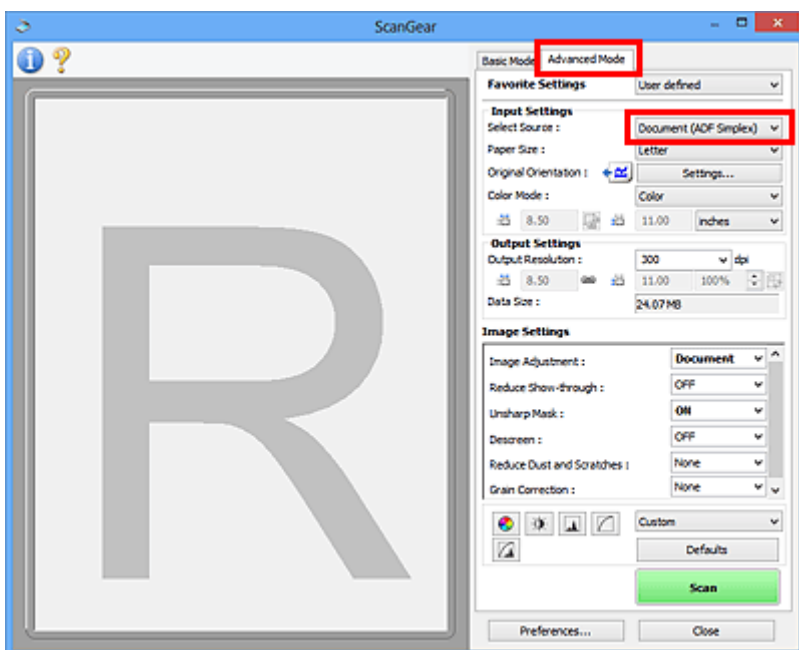 ScanGear
Basic Mode Advanced Mode
Favorite Settings User defined
Input Settings
Select Source : Document (ADF Simplex)
Paper Size : Letter
Original Orientation : Settings...
Color Mode : Color
8.50 11.00 inches
Output Settings
Output Resolution : 300 dpi
8.50 11.00 100%
Data Size : 24.07 MB
Image Settings
Image Adjustment : Document
Reduce Show-through : OFF
Unsharp Mask : ON
Descreen : OFF
Reduce Dust and Scratches : None
Grain Correction : None
Custom
Defaults
Scan
Preferences... Close
R